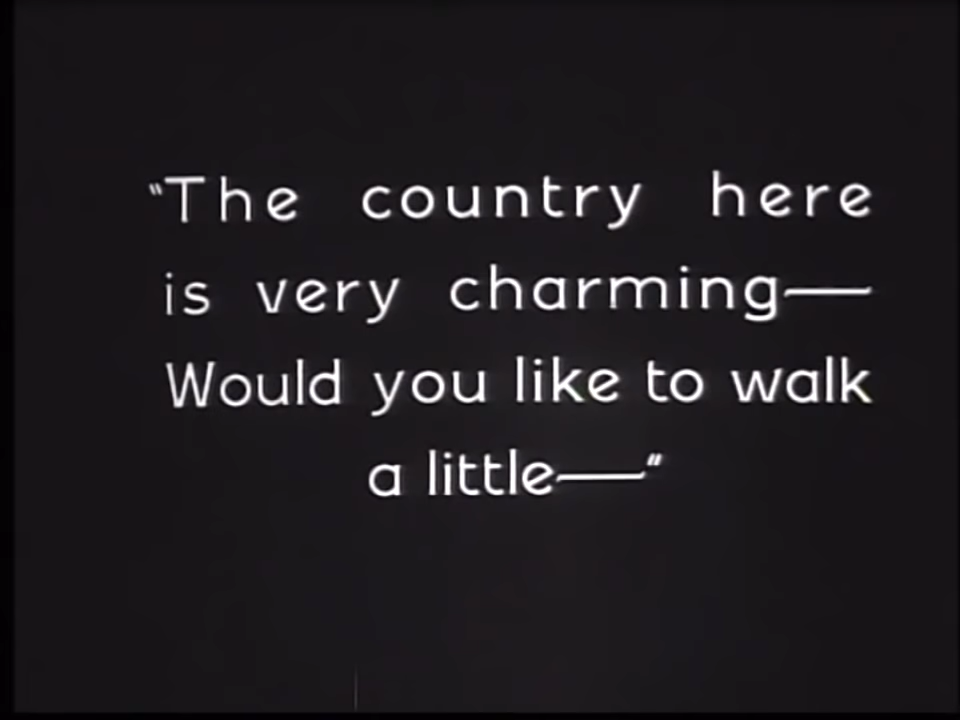 "The country here
is very charming—
Would you like to walk
a little—"